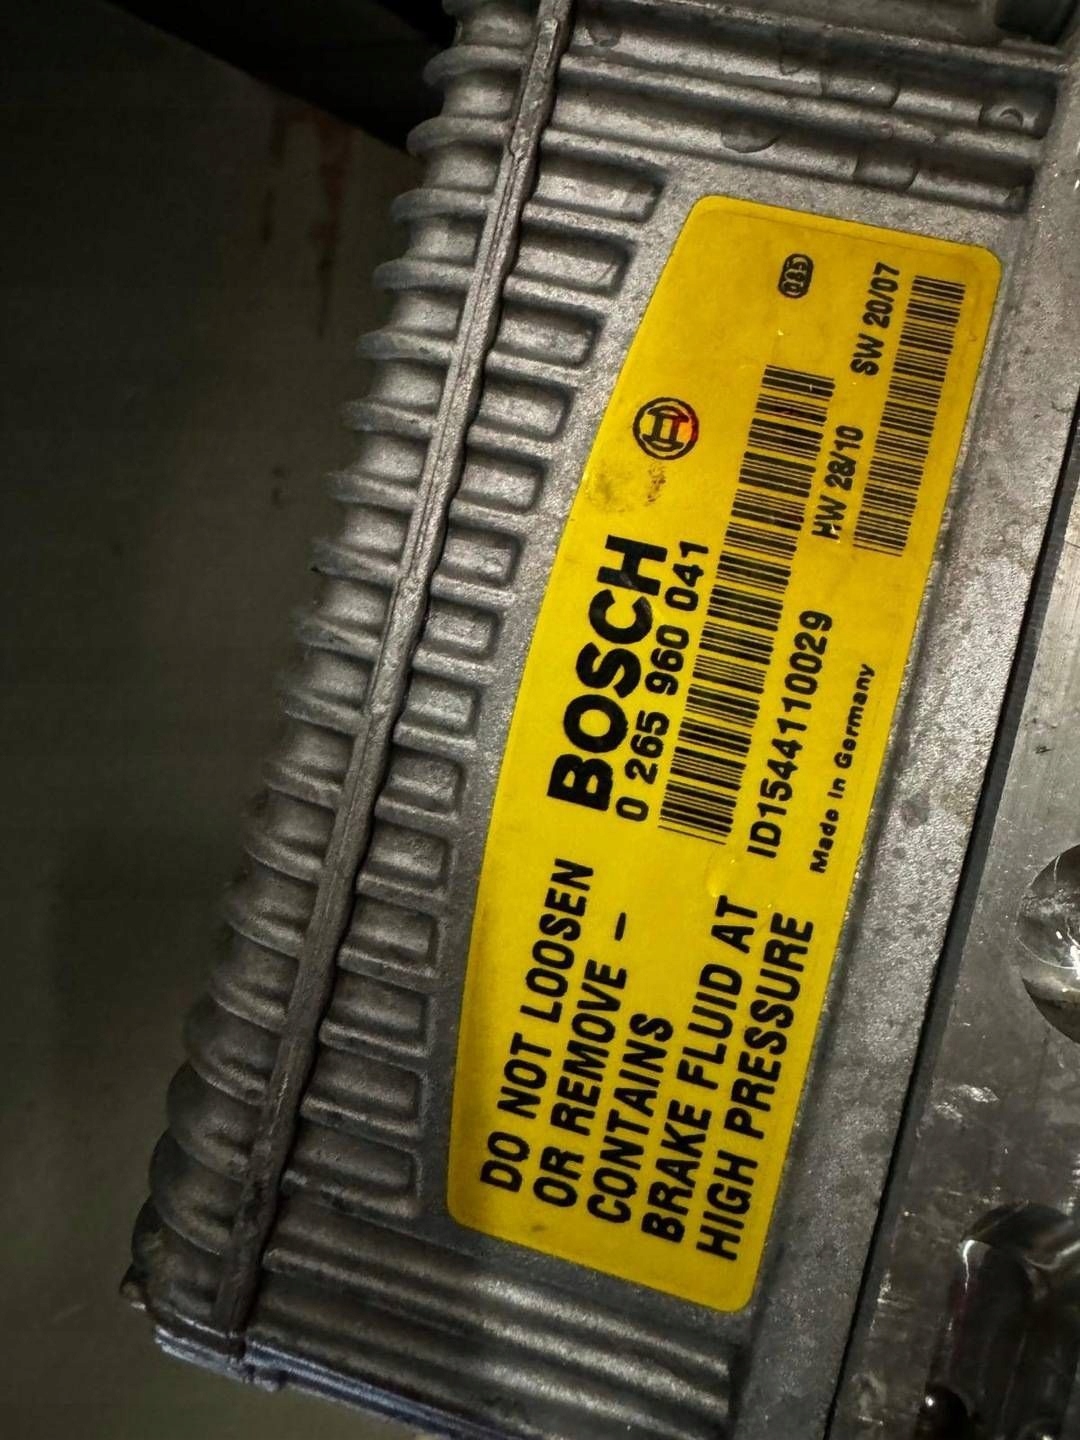 BOSCH
0 265 960 041
ID1544110029
Made in Germany
HW 28/10
SW 20/07
DO NOT LOOSEN
OR REMOVE –
CONTAINS
BRAKE FLUID AT
HIGH PRESSURE